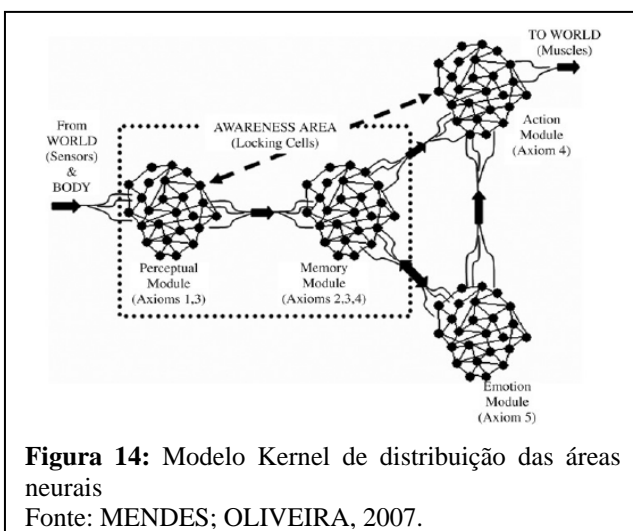 TO WORLD
(Muscles)
From
WORLD
(Sensors)
&
BODY
AWARENESS AREA
(Locking Cells)
Action
Module
(Axiom 4)
Perceptual
Module
(Axioms 1,3)
Memory
Module
(Axioms 2,3,4)
Emotion
Module
(Axiom 5)
Figura 14: Modelo Kernel de distribuição das áreas
neurais
Fonte: MENDES; OLIVEIRA, 2007.